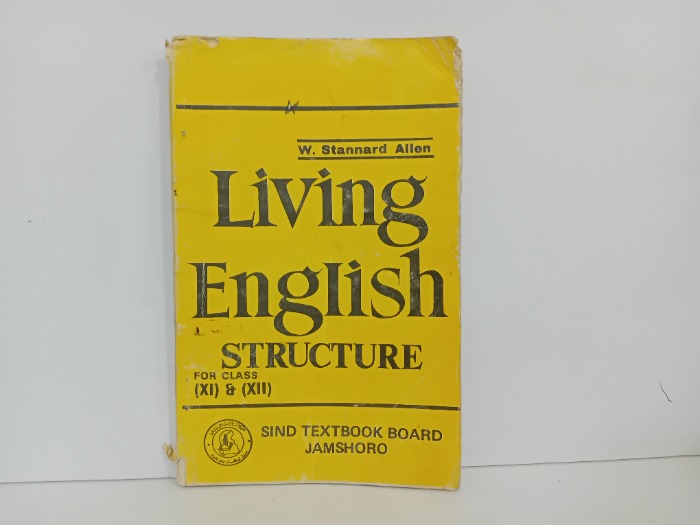 W. Stannard Allen
Living
English
STRUCTURE
FOR CLASS
(XI) & (XII)
SIND TEXTBOOK BOARD
JAMSHORO